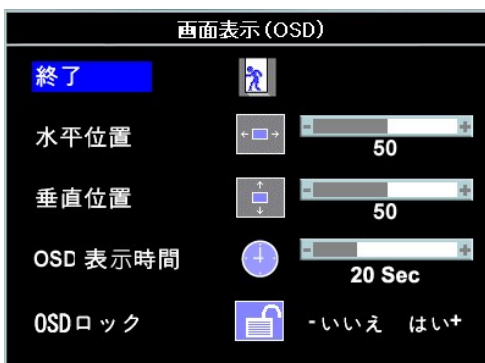 画面表示(OSD)
終了
水平位置
- +
50
垂直位置
- +
50
OSD 表示時間
- +
20 Sec
OSDロック
-いいえ はい+